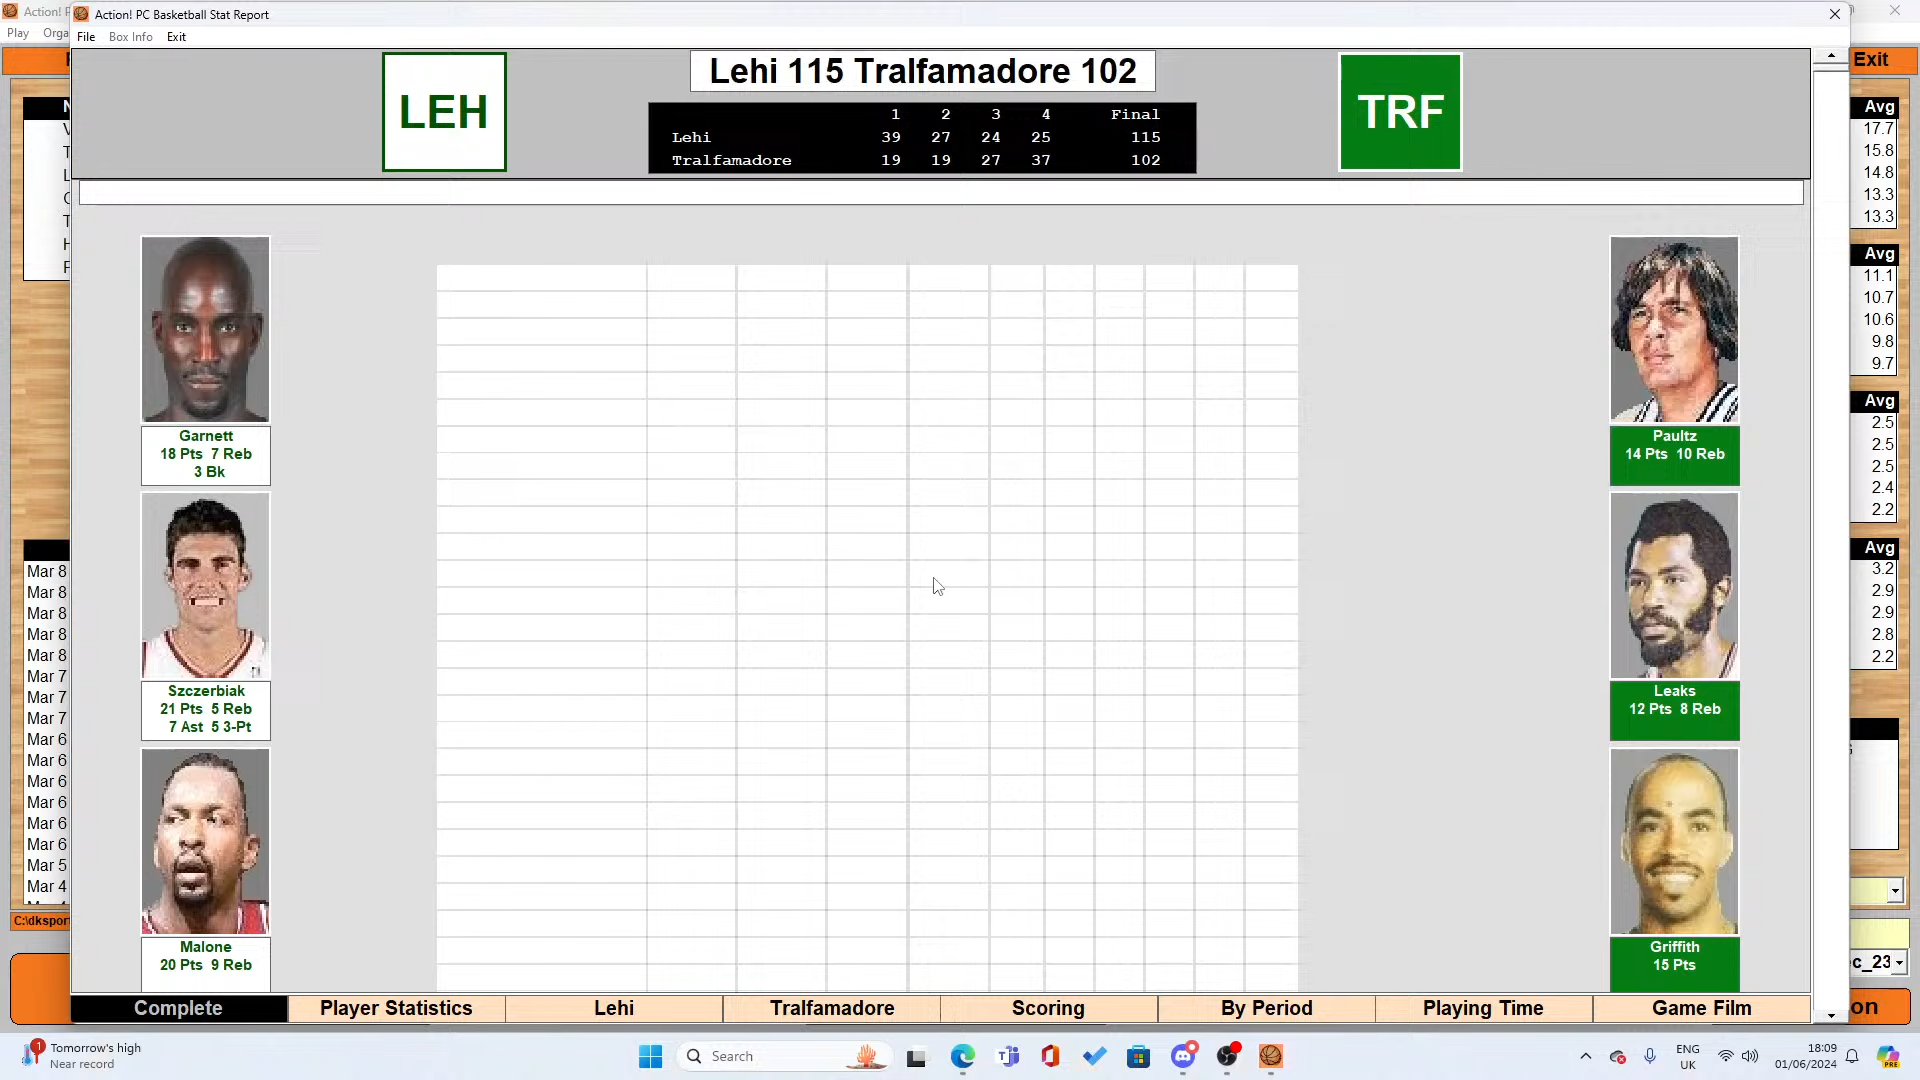 Action! P
Action! PC Basketball Stat Report
Play
Orga
File
Box Info
Exit
Exit
LEH
Lehi 115 Tralfamadore 102
TRF
1 2 3 4 Final
Lehi 39 27 24 25 115
Tralfamadore 19 19 27 37 102
Avg
17.7
15.8
14.8
13.3
13.3
Avg
11.1
10.7
10.6
9.8
9.7
Avg
2.5
2.5
2.5
2.4
2.2
Avg
3.2
2.9
2.9
2.8
2.2
Garnett
18 Pts 7 Reb
3 Bk
Szczerbiak
21 Pts 5 Reb
7 Ast 5 3-Pt
Malone
20 Pts 9 Reb
Paultz
14 Pts 10 Reb
Leaks
12 Pts 8 Reb
Griffith
15 Pts
Mar 8
Mar 8
Mar 8
Mar 8
Mar 8
Mar 7
Mar 7
Mar 7
Mar 6
Mar 6
Mar 6
Mar 6
Mar 6
Mar 6
Mar 5
Mar 4
C:\dkspor
ec_23
on
Complete
Player Statistics
Lehi
Tralfamadore
Scoring
By Period
Playing Time
Game Film
1
Tomorrow's high
Near record
Search
ENG
UK
18:09
01/06/2024
PRE